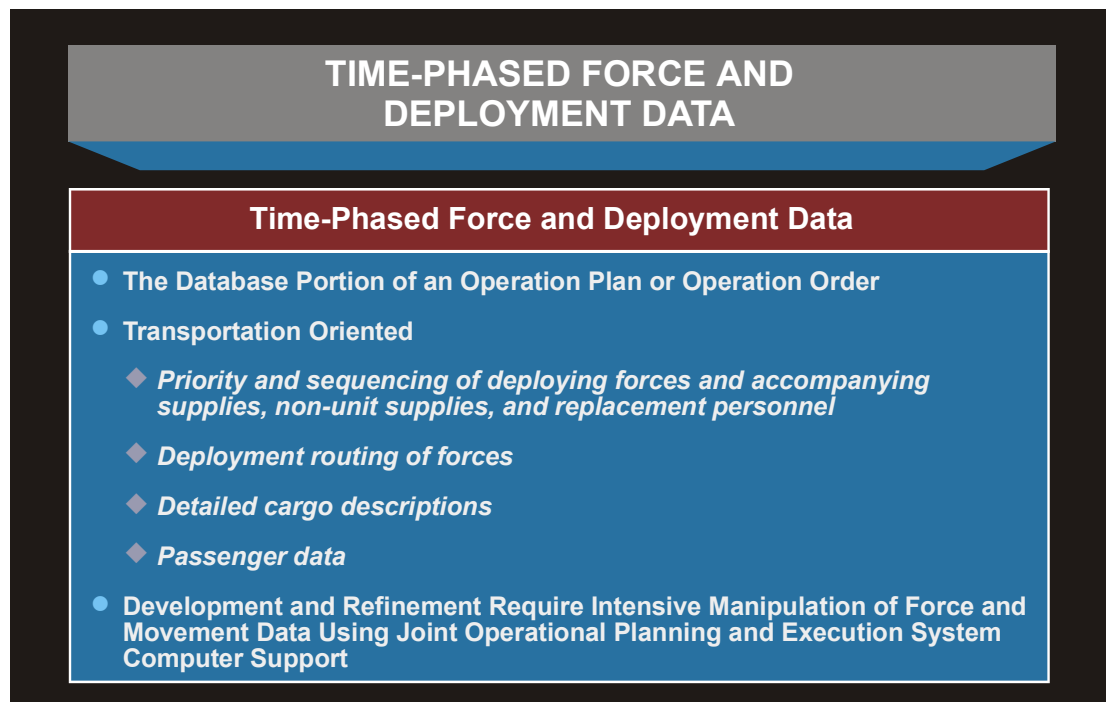 TIME-PHASED FORCE AND
DEPLOYMENT DATA
Time-Phased Force and Deployment Data
The Database Portion of an Operation Plan or Operation Order
Transportation Oriented
Priority and sequencing of deploying forces and accompanying
supplies, non-unit supplies, and replacement personnel
Deployment routing of forces
Detailed cargo descriptions
Passenger data
Development and Refinement Require Intensive Manipulation of Force and
Movement Data Using Joint Operational Planning and Execution System
Computer Support